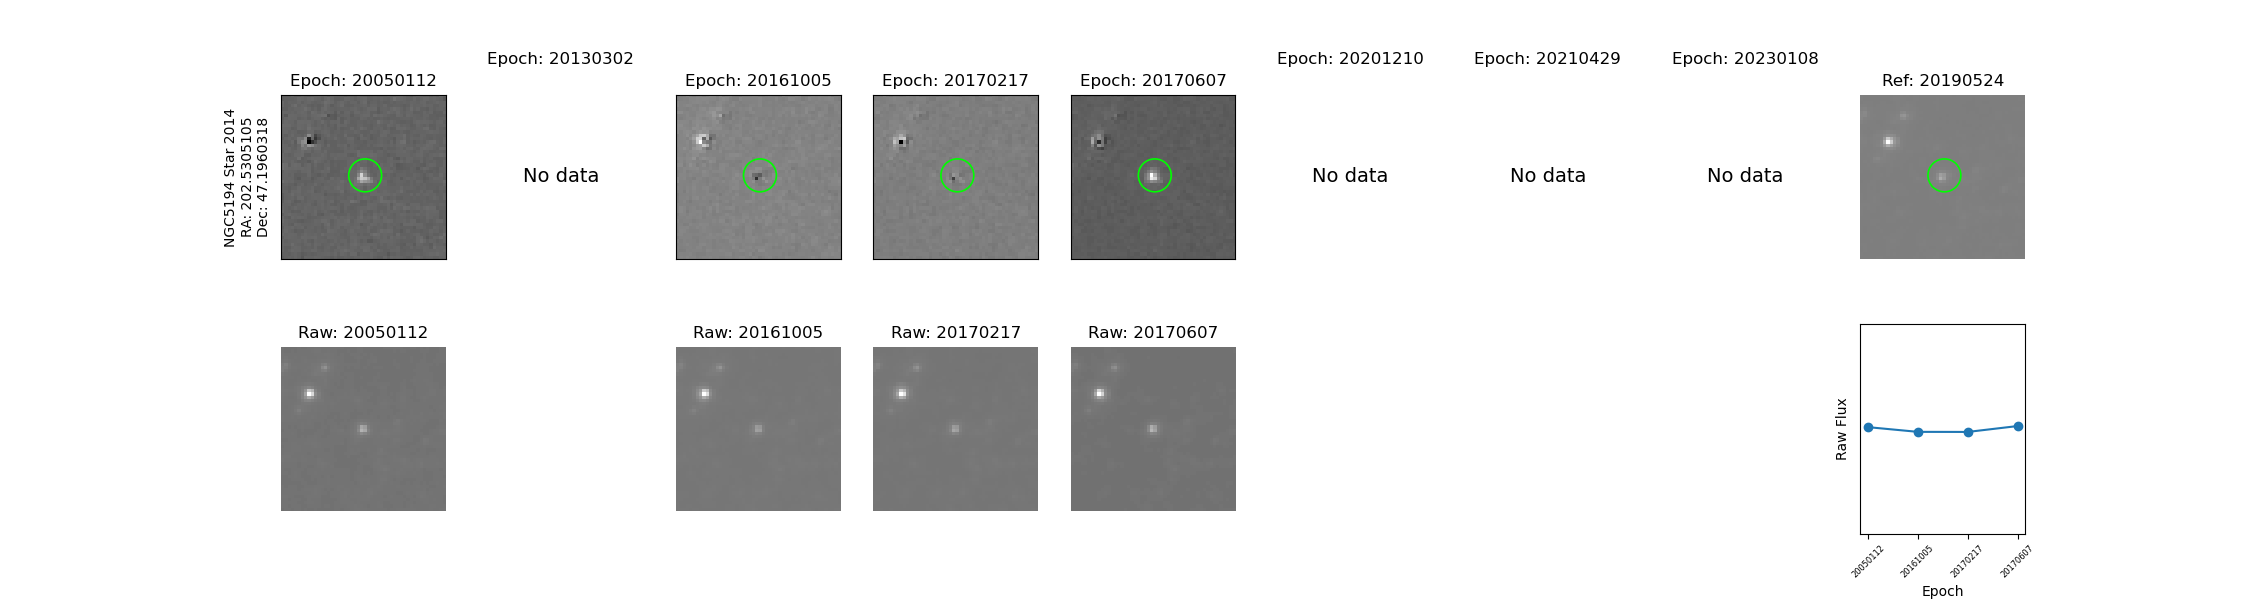 Epoch: 20050112
Epoch: 20130302
Epoch: 20161005
Epoch: 20170217
Epoch: 20170607
Epoch: 20201210
Epoch: 20210429
Epoch: 20230108
Ref: 20190524
NGC5194 Star 2014
RA: 202.5305105
Dec: 47.1960318
No data
No data
No data
No data
Raw: 20050112
Raw: 20161005
Raw: 20170217
Raw: 20170607
Raw Flux
20050112
20161005
20170217
20170607
Epoch